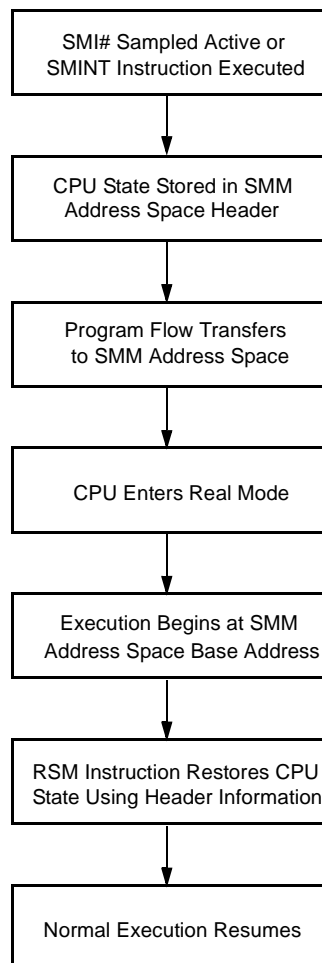 SMI# Sampled Active or
SMINT Instruction Executed
CPU State Stored in SMM
Address Space Header
Program Flow Transfers
to SMM Address Space
CPU Enters Real Mode
Execution Begins at SMM
Address Space Base Address
RSM Instruction Restores CPU
State Using Header Information
Normal Execution Resumes